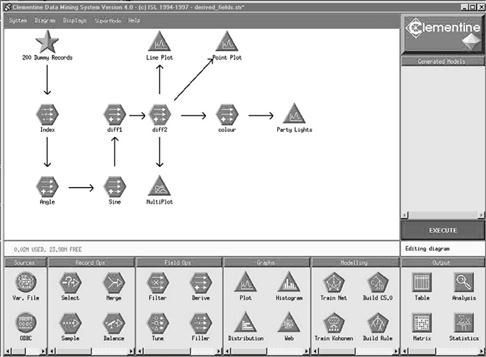 Clementine Data Mining System Version 4.0 - (c) ISL 1994-1997 - derived_fields.str*
System Diagram Displays SuperNode Help
Clementine
Generated Models
200 Dummy Records
Line Plot
Point Plot
Index
diff1
diff2
colour
Party Lights
Angle
Sine
MultiPlot
EXECUTE
0.02M USED, 23.98M FREE
Editing diagram
Sources
Record Ops
Field Ops
Graphs
Modelling
Output
Var. File
Select
Merge
Filter
Derive
Plot
Histogram
Train Net
Build C5.0
Table
Analysis
ODBC
Sample
Balance
Tune
Filler
Distribution
Web
Train Kohonen
Build Rule
Matrix
Statistics